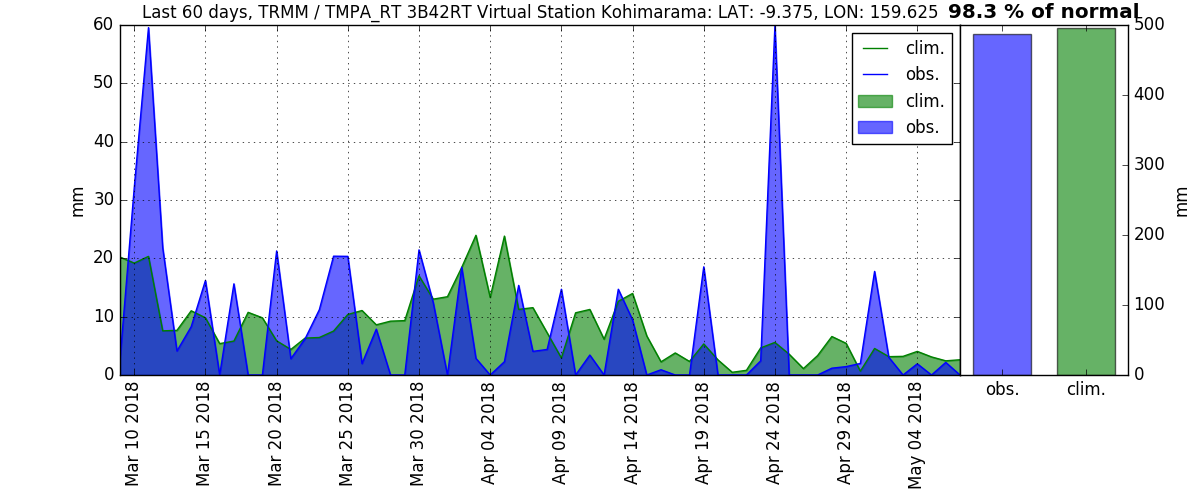 Last 60 days, TRMM / TMPA_RT 3B42RT Virtual Station Kohimarama: LAT: -9.375, LON: 159.625
98.3 % of normal
60
50
40
30
20
10
0
mm
clim.
obs.
clim.
obs.
500
400
300
200
100
0
mm
obs.
clim.
Mar 10 2018
Mar 15 2018
Mar 20 2018
Mar 25 2018
Mar 30 2018
Apr 04 2018
Apr 09 2018
Apr 14 2018
Apr 19 2018
Apr 24 2018
Apr 29 2018
May 04 2018